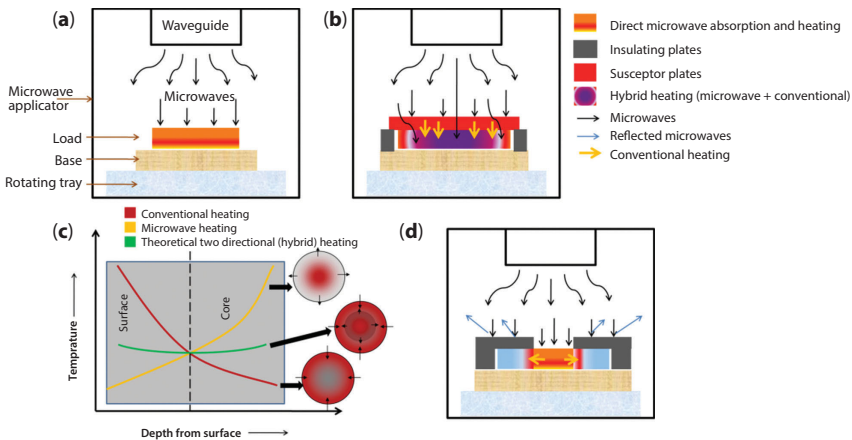 (a)
Waveguide
Microwaves
Microwave
applicator
Load
Base
Rotating tray
(b)
Direct microwave absorption and heating
Insulating plates
Susceptor plates
Hybrid heating (microwave + conventional)
Microwaves
Reflected microwaves
Conventional heating
(c)
Conventional heating
Microwave heating
Theoretical two directional (hybrid) heating
Temprature
Surface
Core
Depth from surface
(d)